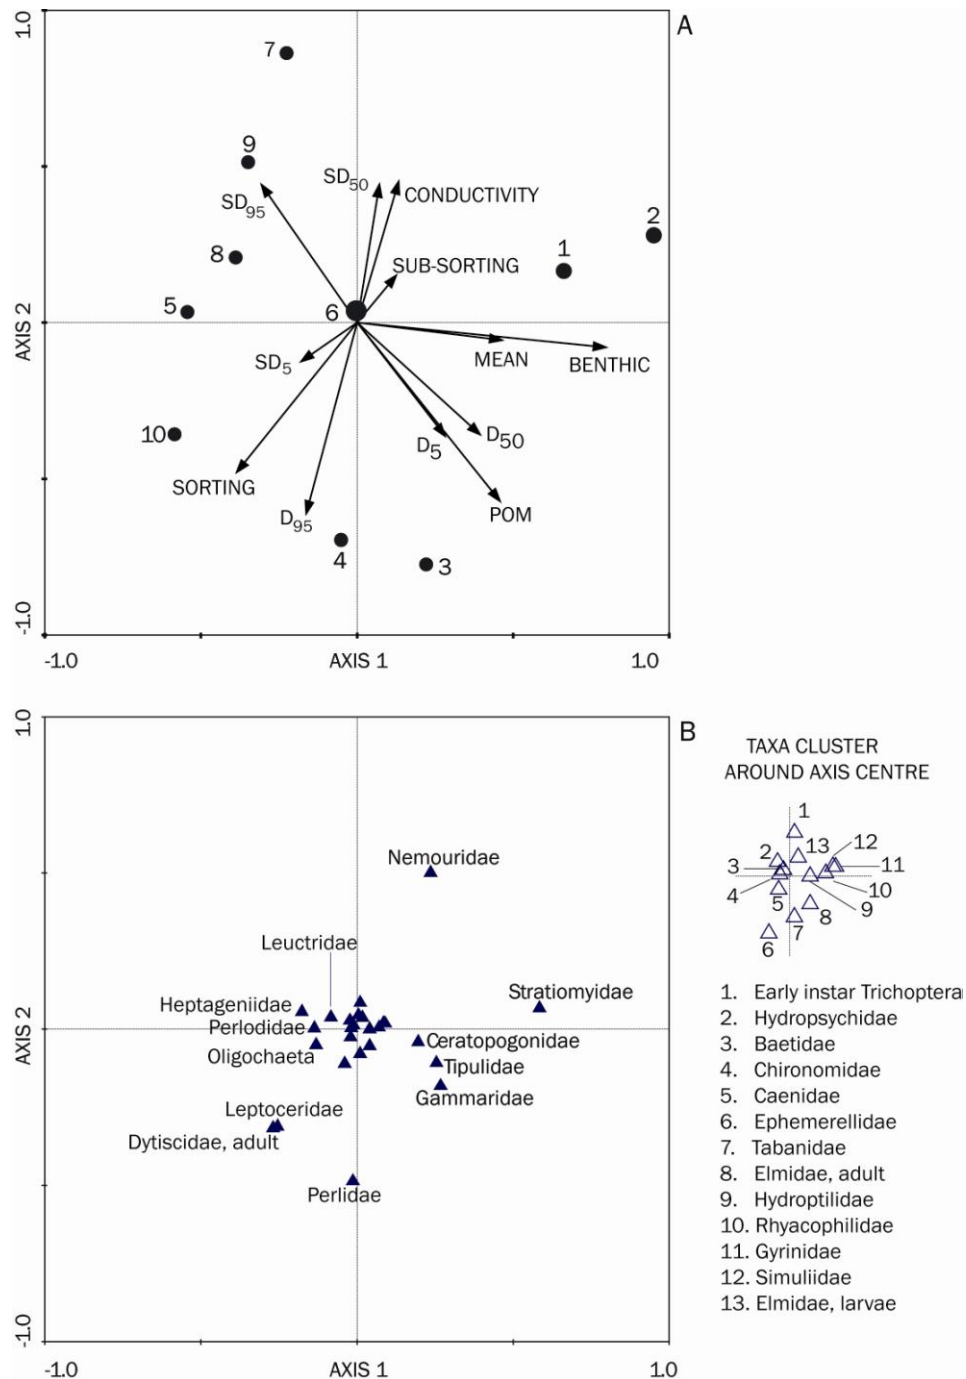 1.0
A
7
9
SD50
CONDUCTIVITY
SD95
2
8
1
SUB-SORTING
5
6
AXIS 2
SD5
MEAN
BENTHIC
10
D5
D50
SORTING
D95
POM
4
3
-1.0
-1.0
AXIS 1
1.0
1.0
B
TAXA CLUSTER
AROUND AXIS CENTRE
1
2
13
12
3
11
4
10
5
9
8
7
6
Nemouridae
Leuctridae
Heptageniidae
Stratiomyidae
Perlodidae
Ceratopogonidae
AXIS 2
Oligochaeta
Tipulidae
Gammaridae
Leptoceridae
Dytiscidae, adult
Perlidae
1. Early instar Trichoptera
2. Hydropsychidae
3. Baetidae
4. Chironomidae
5. Caenidae
6. Ephemerellidae
7. Tabanidae
8. Elmidae, adult
9. Hydroptilidae
10. Rhyacophilidae
11. Gyrinidae
12. Simuliidae
13. Elmidae, larvae
-1.0
-1.0
AXIS 1
1.0